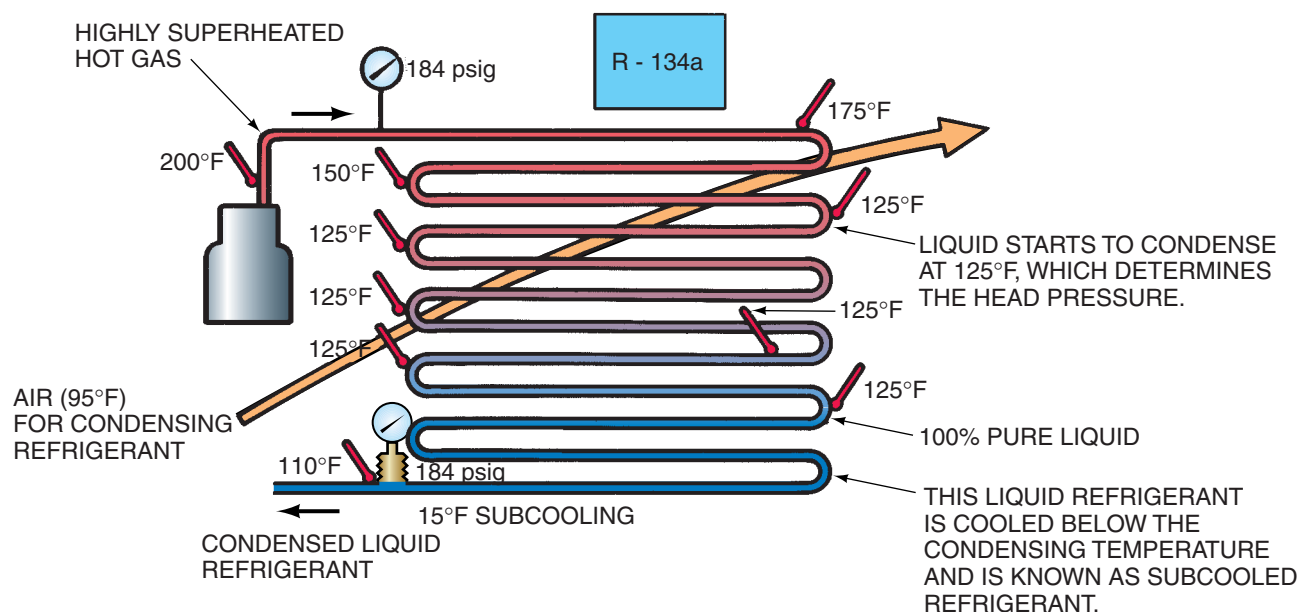 HIGHLY SUPERHEATED
HOT GAS
184 psig
R - 134a
175°F
200°F
150°F
125°F
125°F
LIQUID STARTS TO CONDENSE
AT 125°F, WHICH DETERMINES
THE HEAD PRESSURE.
125°F
125°F
125°F
125°F
AIR (95°F)
FOR CONDENSING
REFRIGERANT
100% PURE LIQUID
110°F
184 psig
15°F SUBCOOLING
CONDENSED LIQUID
REFRIGERANT
THIS LIQUID REFRIGERANT
IS COOLED BELOW THE
CONDENSING TEMPERATURE
AND IS KNOWN AS SUBCOOLED
REFRIGERANT.